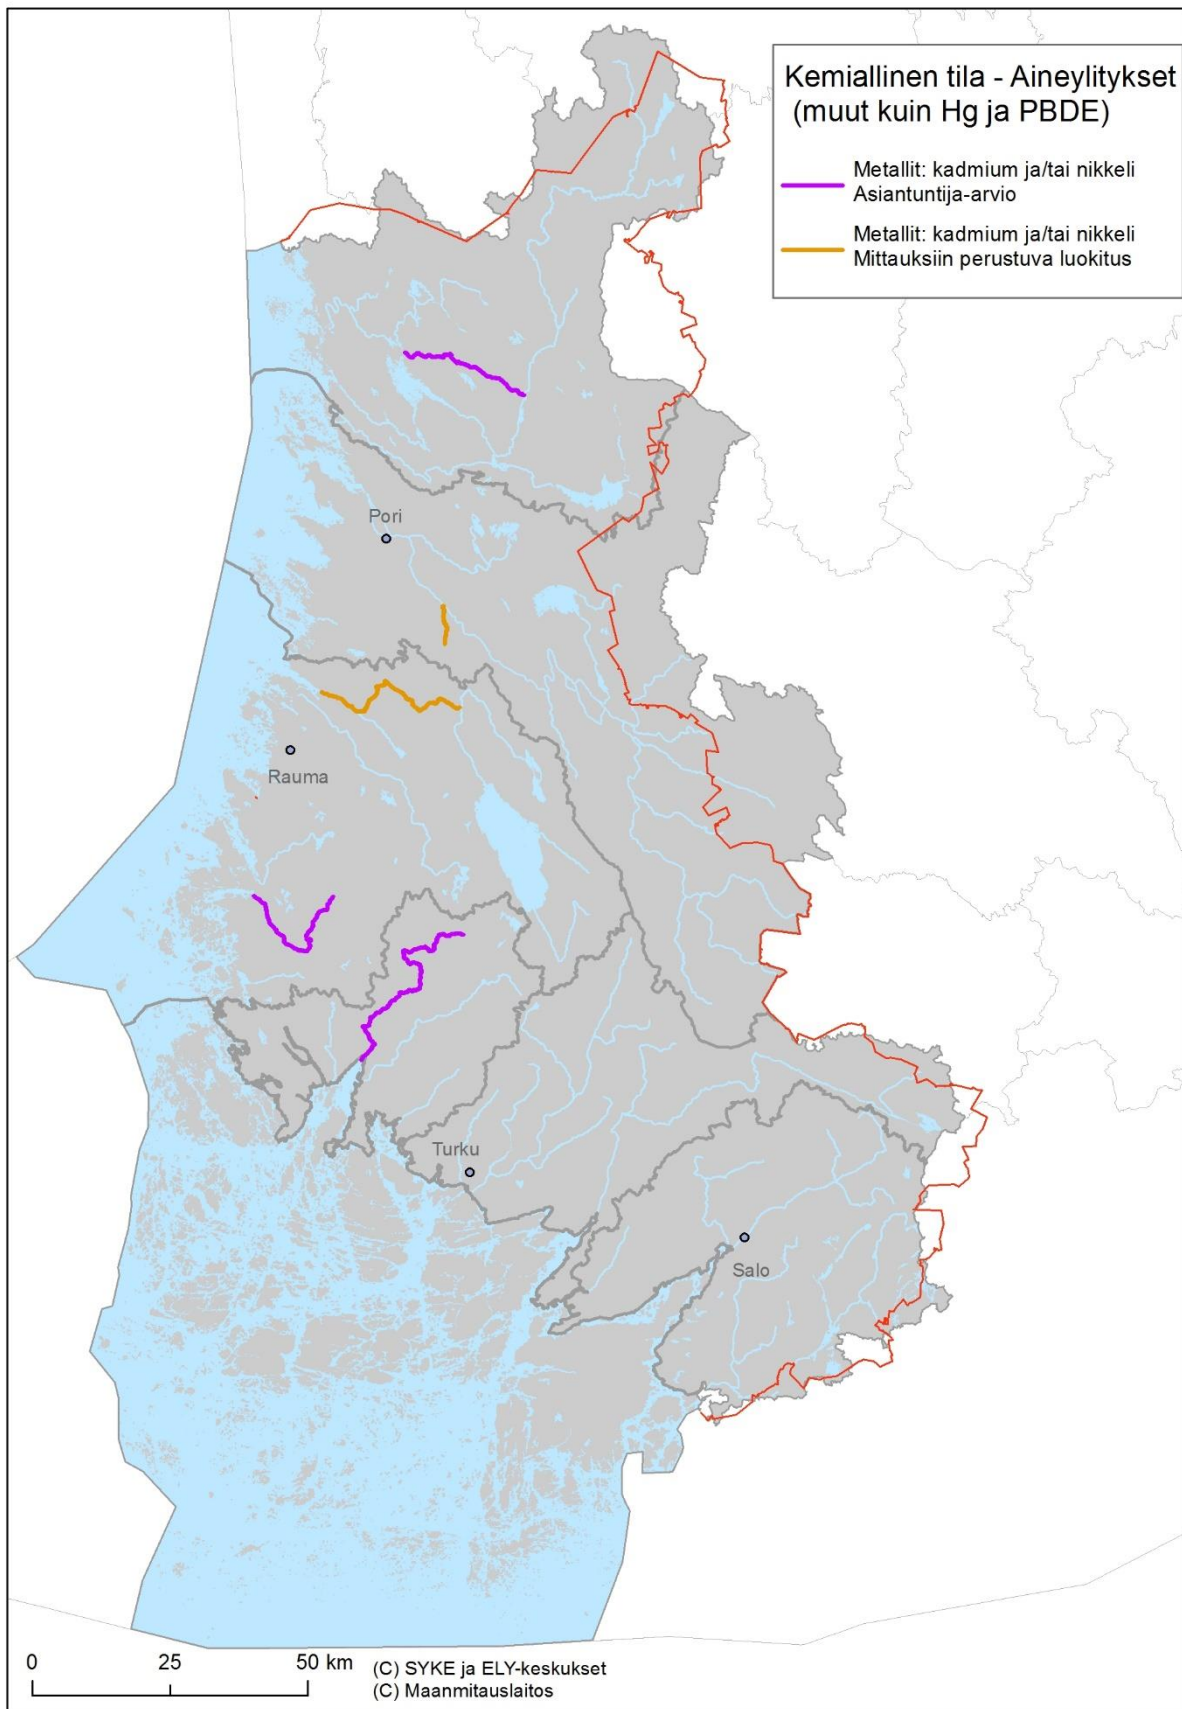 Kemiallinen tila - Aineylitykset
(muut kuin Hg ja PBDE)
Metallit: kadmium ja/tai nikkeli
Asiantuntija-arvio
Metallit: kadmium ja/tai nikkeli
Mittauksiin perustuva luokitus
Pori
Rauma
Turku
Salo
0 25 50 km
(C) SYKE ja ELY-keskukset
(C) Maanmitauslaitos